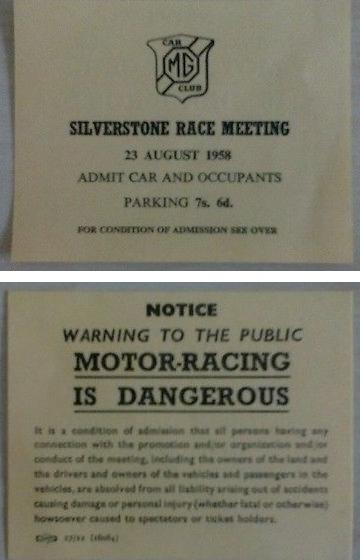 CAR
MG
CLUB
SILVERSTONE RACE MEETING
23 AUGUST 1958
ADMIT CAR AND OCCUPANTS
PARKING 7s. 6d.
FOR CONDITION OF ADMISSION SEE OVER
NOTICE
WARNING TO THE PUBLIC
MOTOR-RACING
IS DANGEROUS
It is a condition of admission that all persons having any
connection with the promotion and/or organization and/or
conduct of the meeting, including the owners of the land and
the drivers and owners of the vehicles and passengers in the
vehicles, are absolved from all liability arising out of accidents
causing damage or personal injury (whether fatal or otherwise)
howsoever caused to spectators or ticket holders.